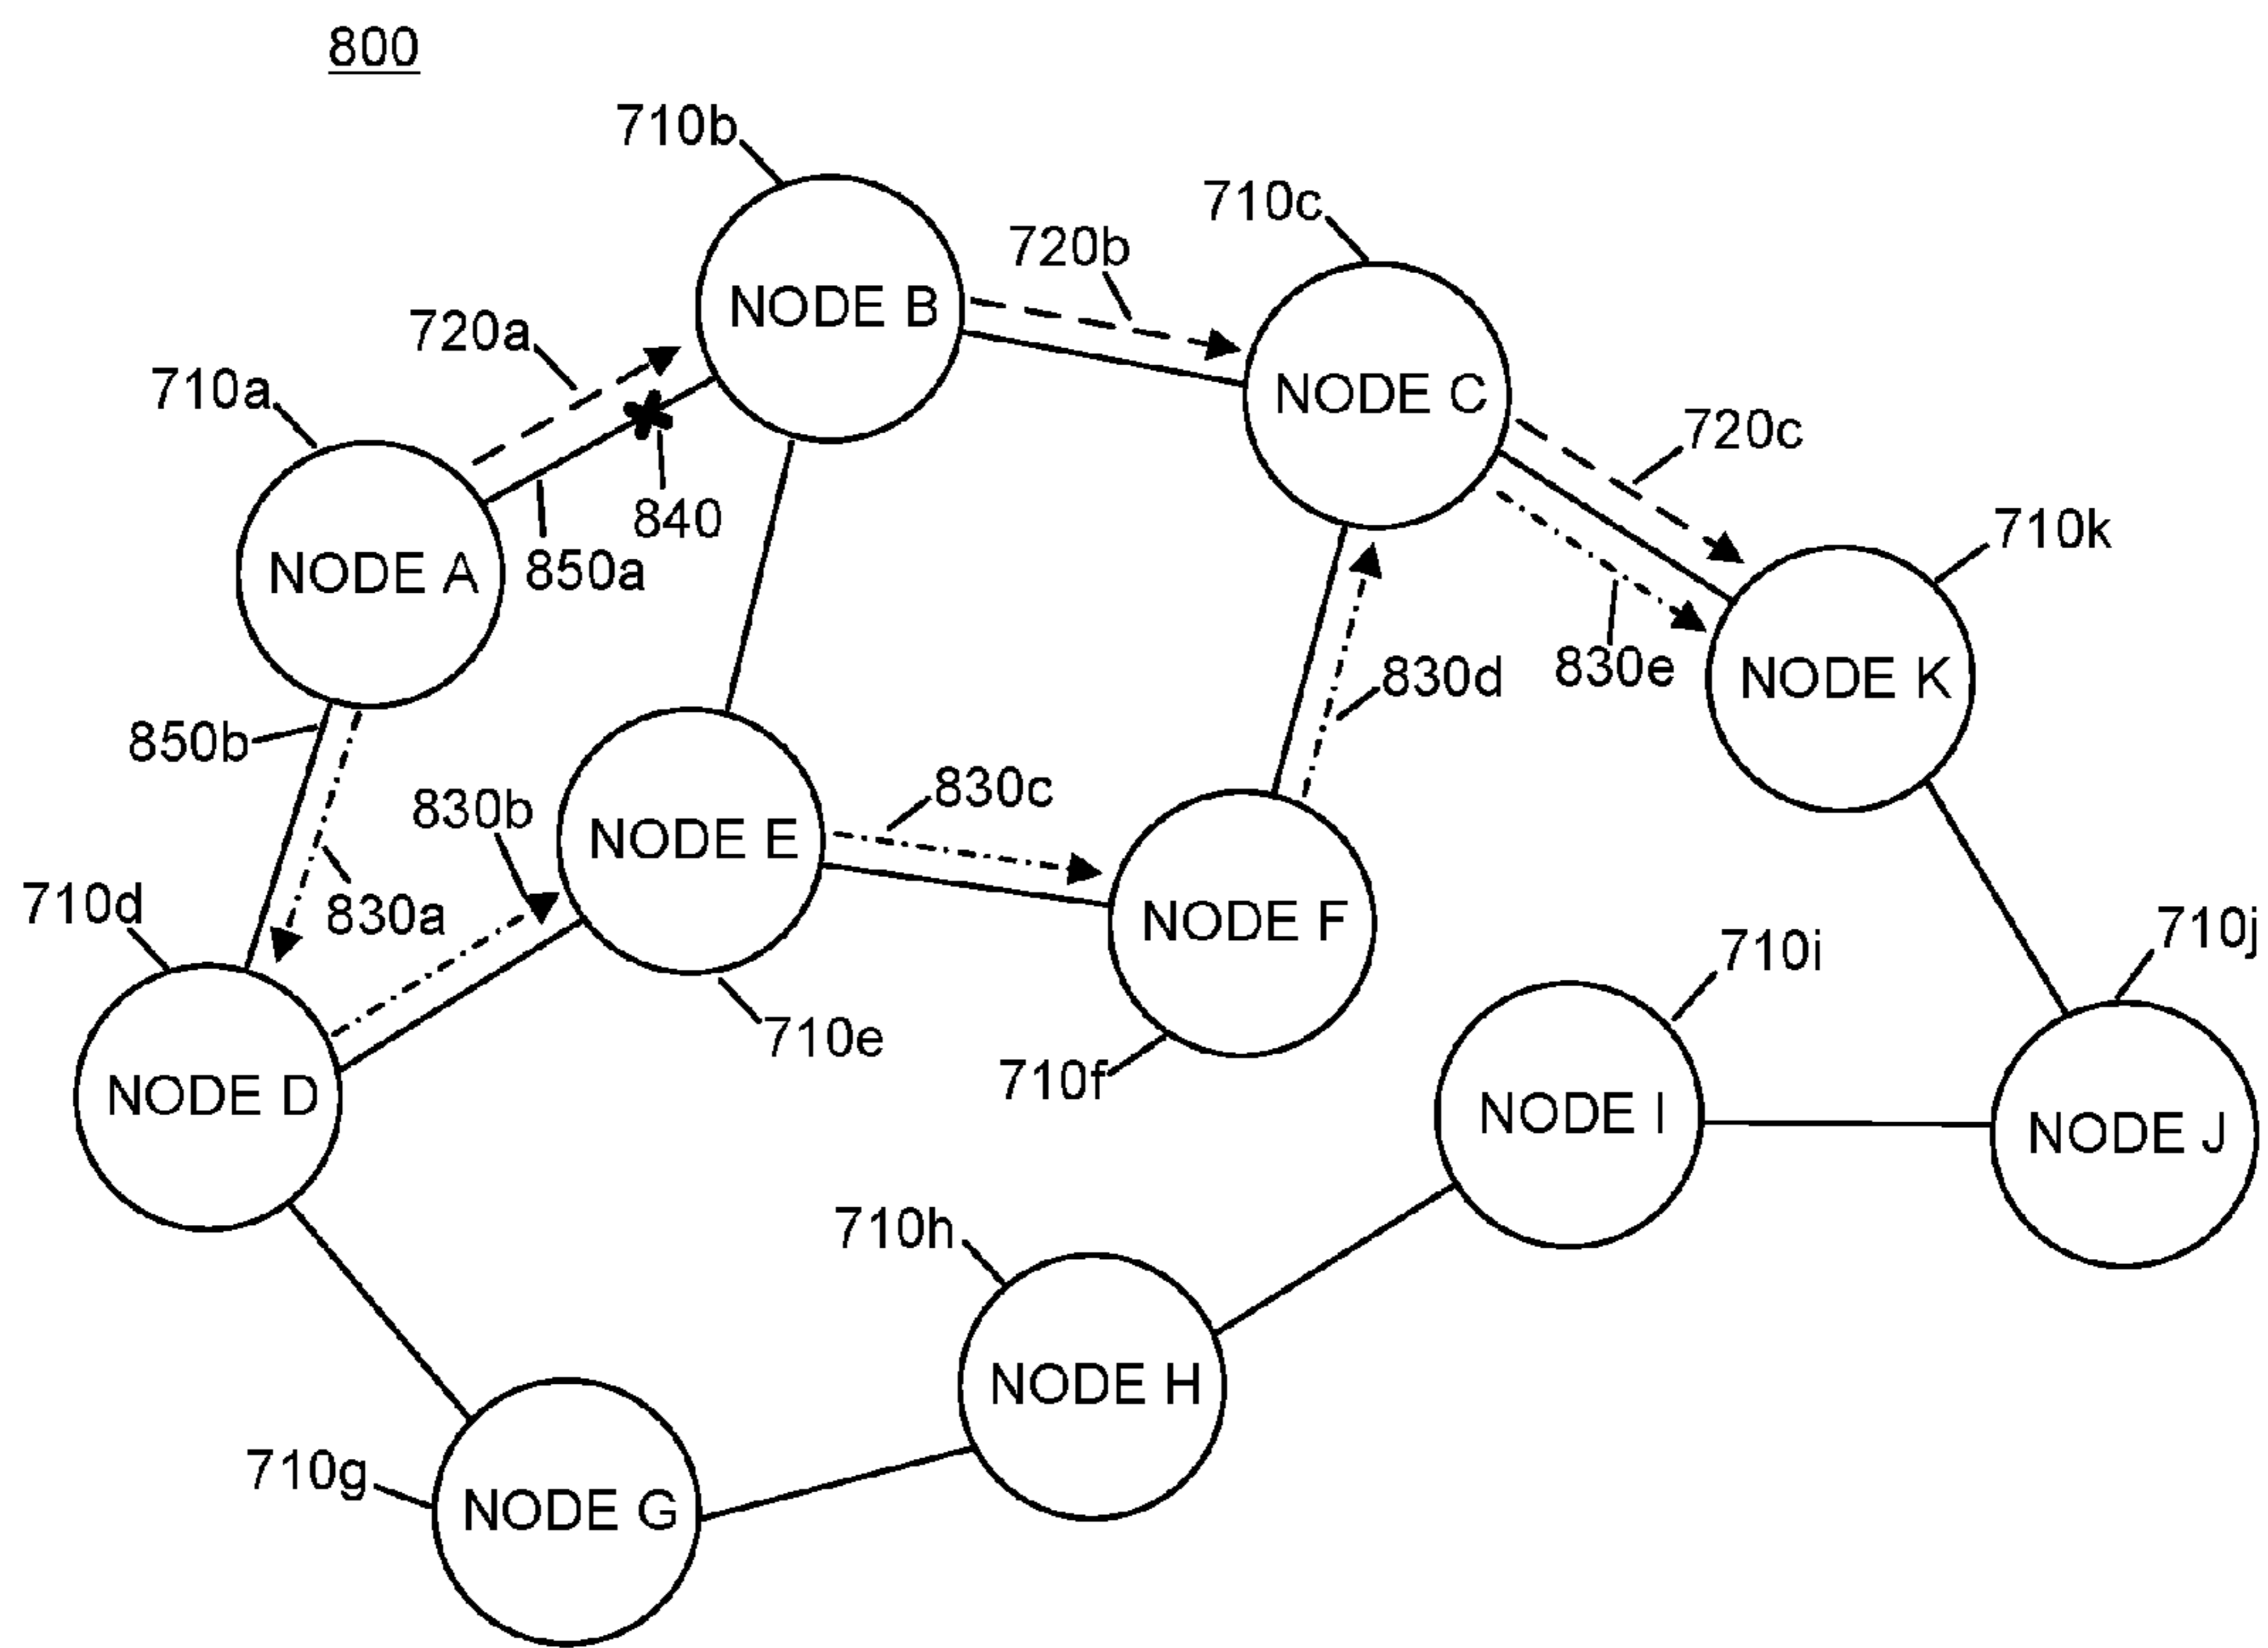 800
710b
710c
720b
NODE B
720a
710a
NODE C
720c
840
710k
850a
NODE A
830d
830e
NODE K
850b
830c
830b
NODE E
710d
830a
NODE F
710i
710j
710e
710f
NODE D
NODE I
NODE J
710h
NODE H
710g
NODE G